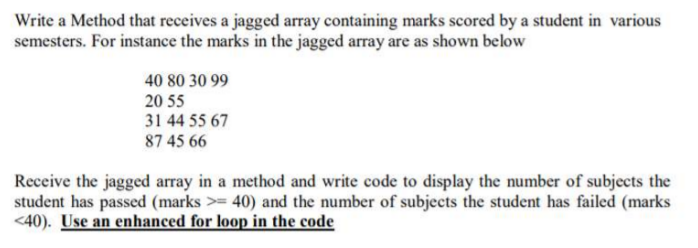 Write a Method that receives a jagged array containing marks scored by a student in various
semesters. For instance the marks in the jagged array are as shown below
40 80 30 99
20 55
31 44 55 67
87 45 66
Receive the jagged array in a method and write code to display the number of subjects the
student has passed (marks >= 40) and the number of subjects the student has failed (marks
<40). Use an enhanced for loop in the code